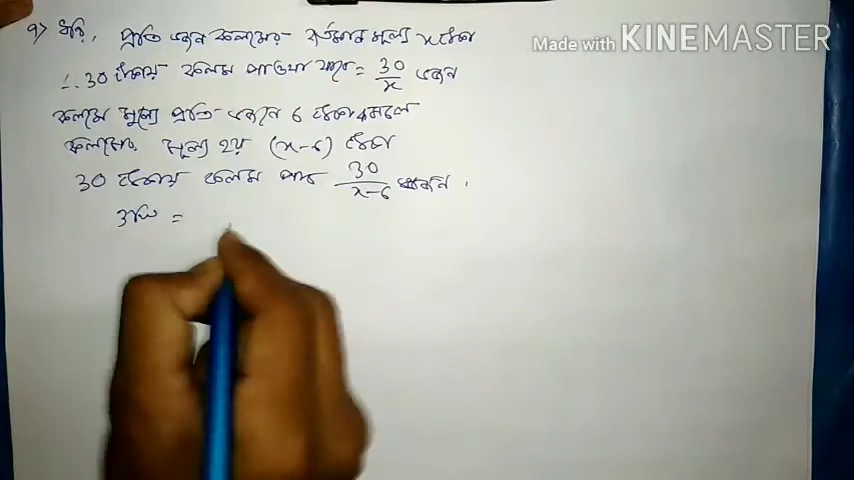 ৭) ধরি, প্রতি ডজন কলমের বর্তমান মূল্য x টাকা
Made with KINEMASTER
∴ 30 টাকায় কলম পাওয়া যাবে = 30/x ডজন
কলমে মূল্যে প্রতি ডজনে 6 টাকা কমলে
কলমের মূল্য হয় (x-6) টাকা
30 টাকায় কলম পাব 30/x-6 ডজন.
=